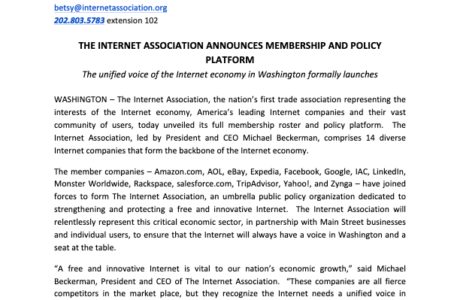 betsy@internetassociation.org
202.803.5783 extension 102
THE INTERNET ASSOCIATION ANNOUNCES MEMBERSHIP AND POLICY
PLATFORM
The unified voice of the Internet economy in Washington formally launches
WASHINGTON – The Internet Association, the nation's first trade association representing the
interests of the Internet economy, America's leading Internet companies and their vast
community of users, today unveiled its full membership roster and policy platform. The
Internet Association, led by President and CEO Michael Beckerman, comprises 14 diverse
Internet companies that form the backbone of the Internet economy.
The member companies – Amazon.com, AOL, eBay, Expedia, Facebook, Google, IAC, LinkedIn,
Monster Worldwide, Rackspace, salesforce.com, TripAdvisor, Yahoo!, and Zynga – have joined
forces to form The Internet Association, an umbrella public policy organization dedicated to
strengthening and protecting a free and innovative Internet. The Internet Association will
relentlessly represent this critical economic sector, in partnership with Main Street businesses
and individual users, to ensure that the Internet will always have a voice in Washington and a
seat at the table.
"A free and innovative Internet is vital to our nation's economic growth," said Michael
Beckerman, President and CEO of The Internet Association. "These companies are all fierce
competitors in the market place, but they recognize the Internet needs a unified voice in